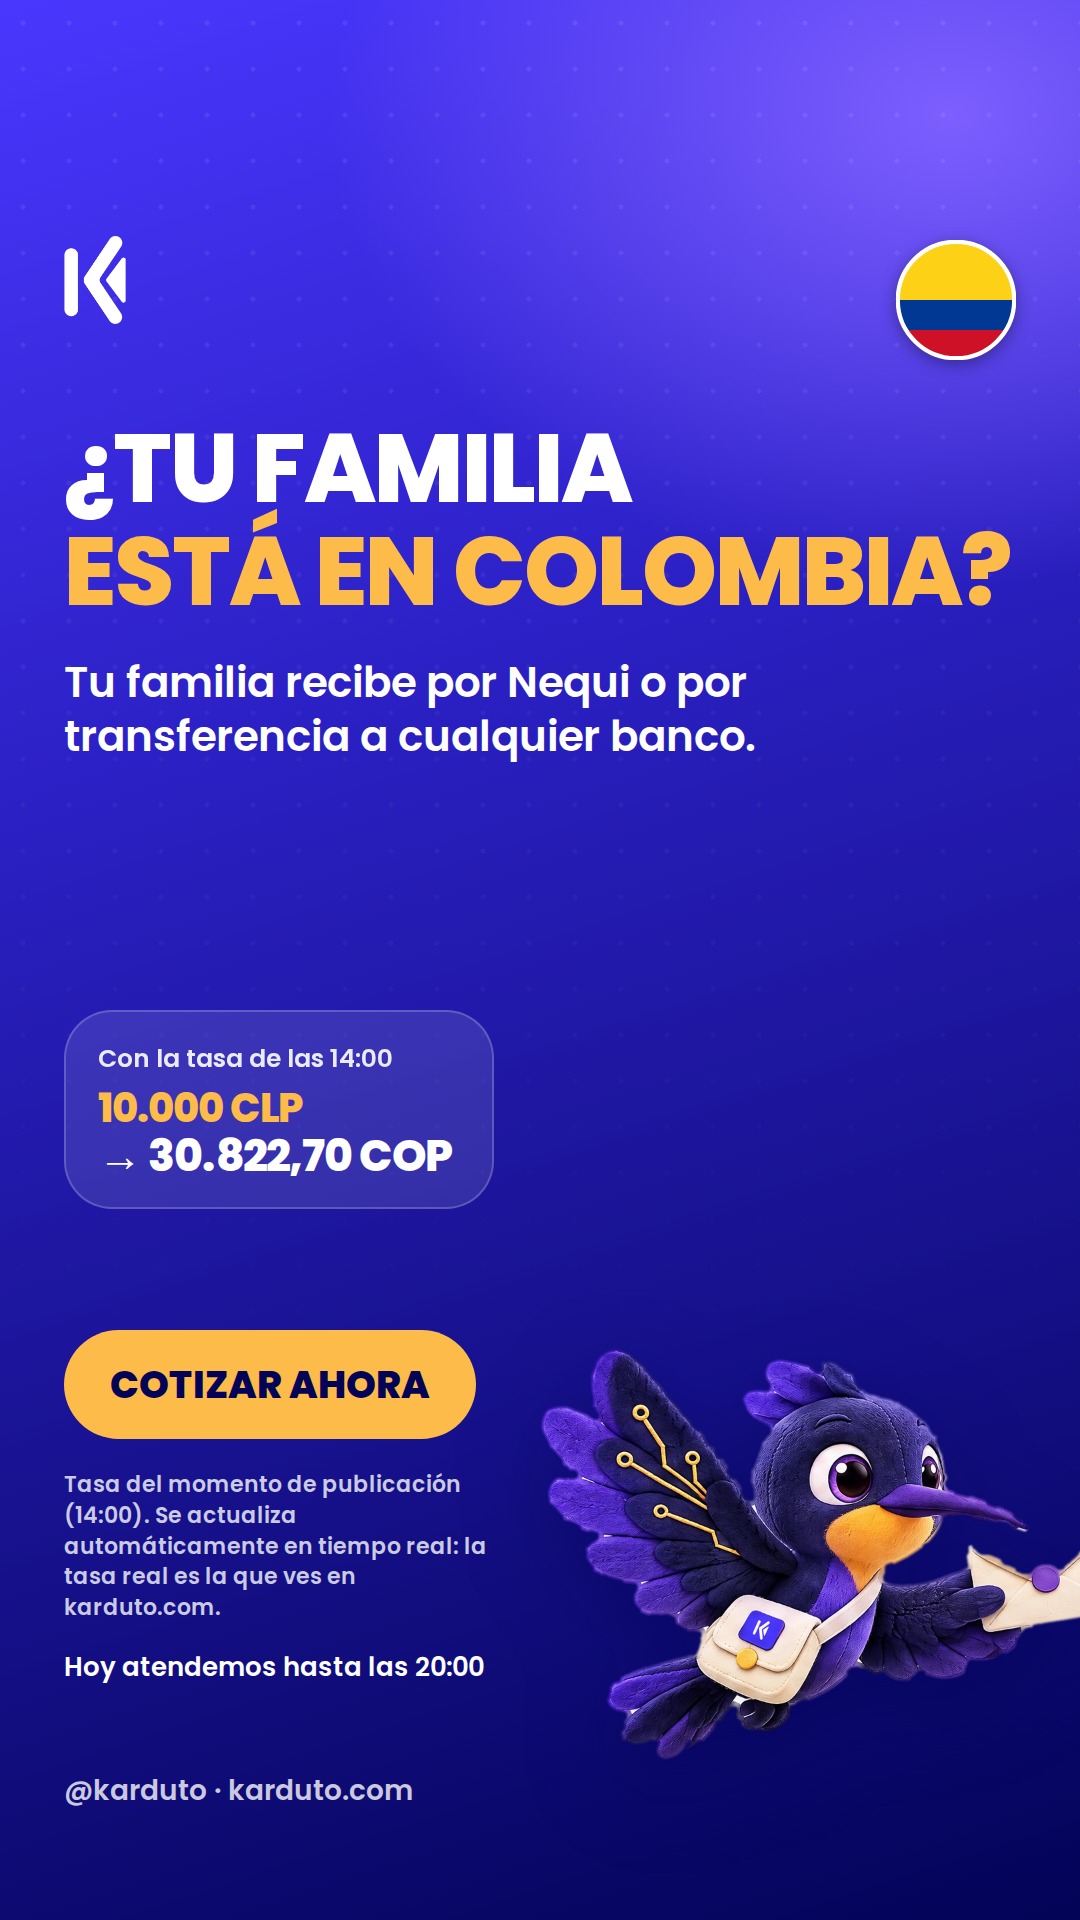 ¿TU FAMILIA
ESTÁ EN COLOMBIA?
Tu familia recibe por Nequi o por
transferencia a cualquier banco.
Con la tasa de las 14:00
10.000 CLP
→ 30.822,70 COP
COTIZAR AHORA
Tasa del momento de publicación
(14:00). Se actualiza
automáticamente en tiempo real: la
tasa real es la que ves en
karduto.com.
Hoy atendemos hasta las 20:00
@karduto · karduto.com